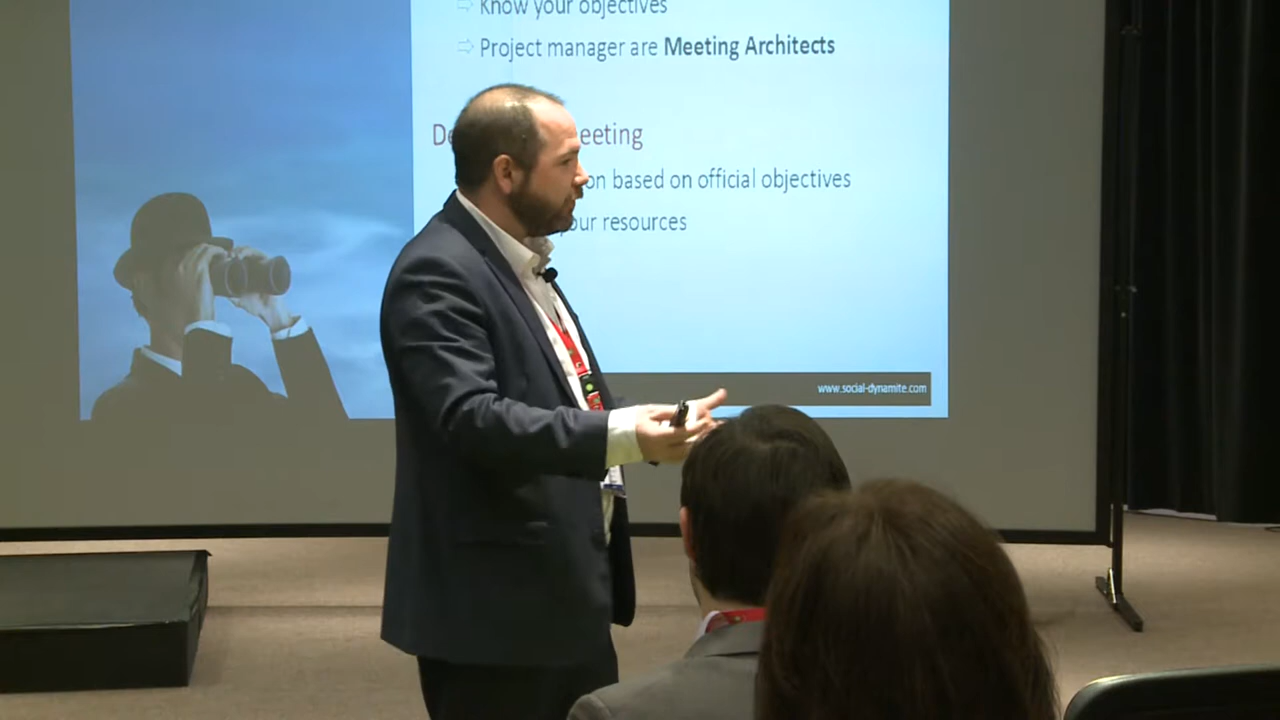 Know your objectives
Project manager are Meeting Architects
eeting
on based on official objectives
our resources
www.social-dynamite.com